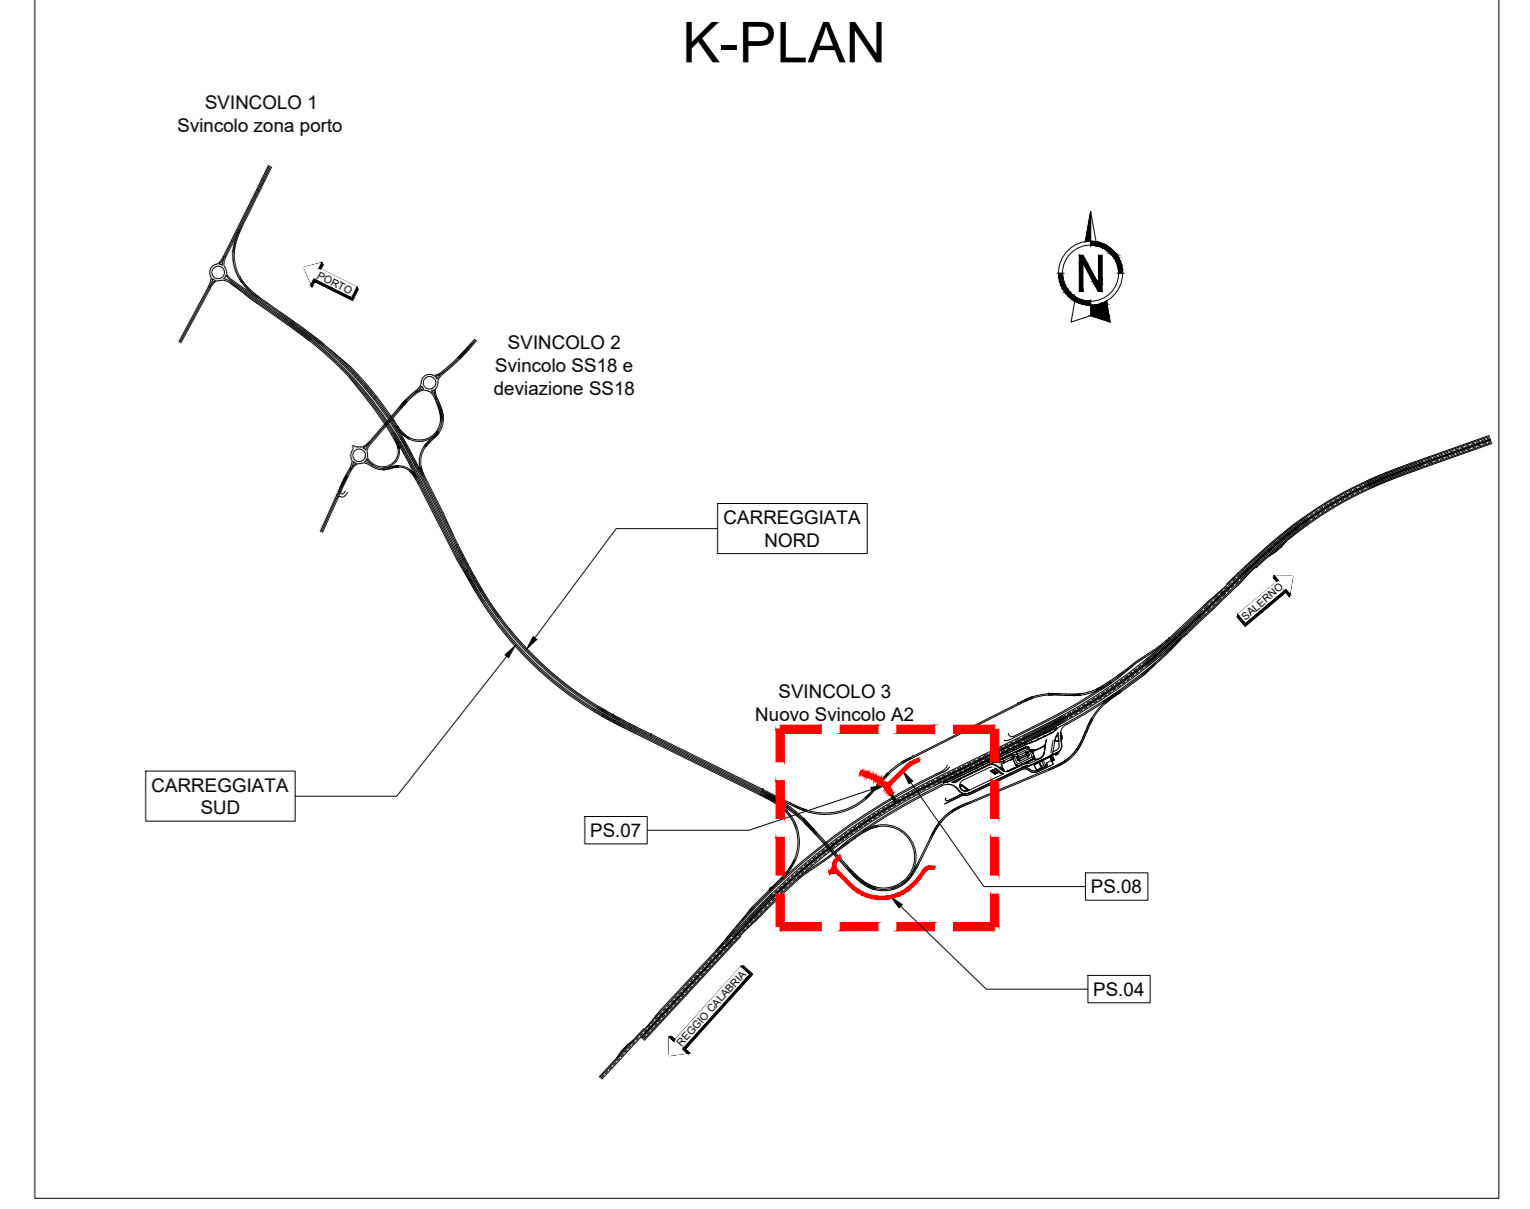 K-PLAN
SVINCOLO 1
Svincolo zona porto
PORTO
N
SVINCOLO 2
Svincolo SS18 e
deviazione SS18
CARREGGIATA
NORD
SALERNO
SVINCOLO 3
Nuovo Svincolo A2
CARREGGIATA
SUD
PS.07
PS.08
PS.04
REGGIO CALABRIA